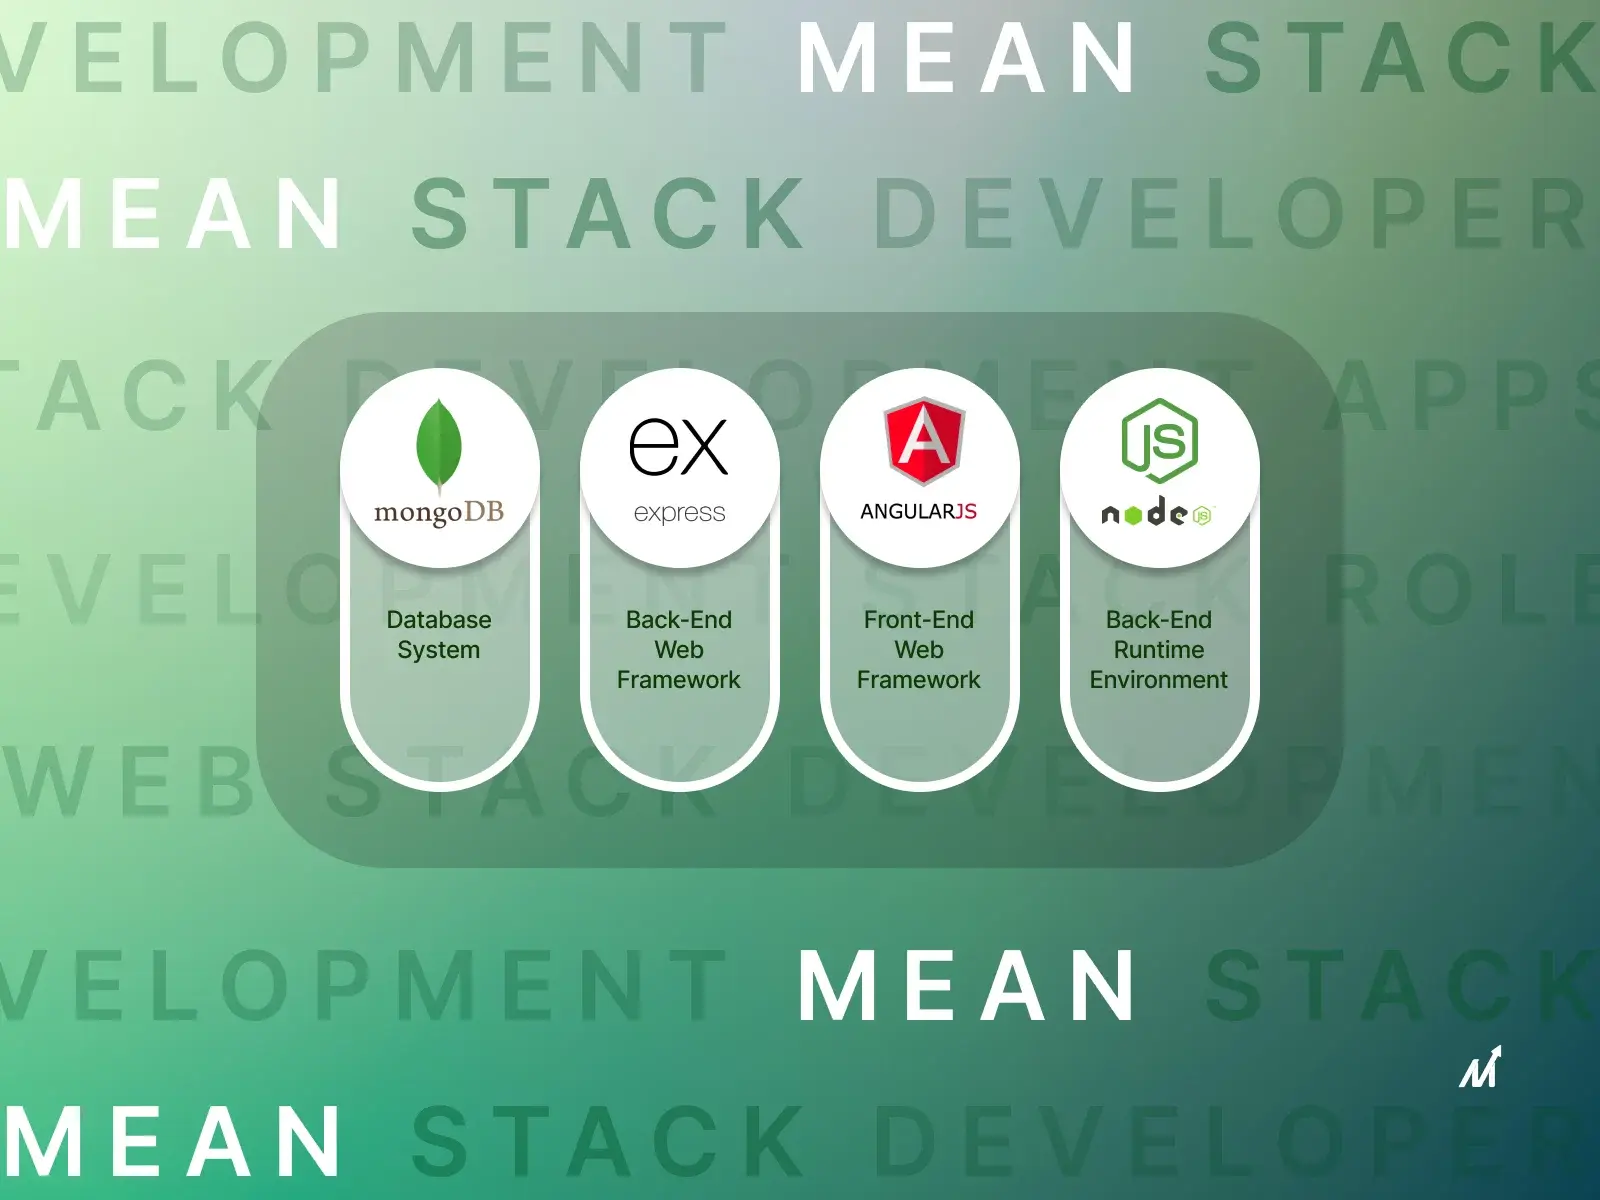 VELOPMENT MEAN STACK
MEAN STACK DEVELOPER
TACK DEVELOPMENT APPS
EVELOPMENT STACK ROLE
WEB STACK DEVELOPMEN
mongoDB
Database
System
ex
express
Back-End
Web
Framework
A
ANGULARJS
Front-End
Web
Framework
JS
node JS
Back-End
Runtime
Environment
VELOPMENT MEAN STACK
MEAN STACK DEVELOPER